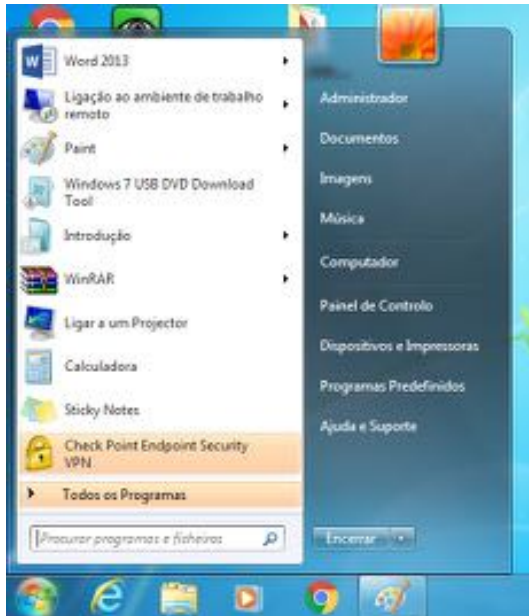 Word 2013
Ligação ao ambiente de trabalho
remoto
Paint
Windows 7 USB DVD Download
Tool
Introdução
WinRAR
Ligar a um Projector
Calculadora
Sticky Notes
Check Point Endpoint Security
VPN
Todos os Programas
Procurar programas e ficheiros
Administrador
Documentos
Imagens
Música
Computador
Painel de Controlo
Dispositivos e Impressoras
Programas Predefinidos
Ajuda e Suporte
Encerrar